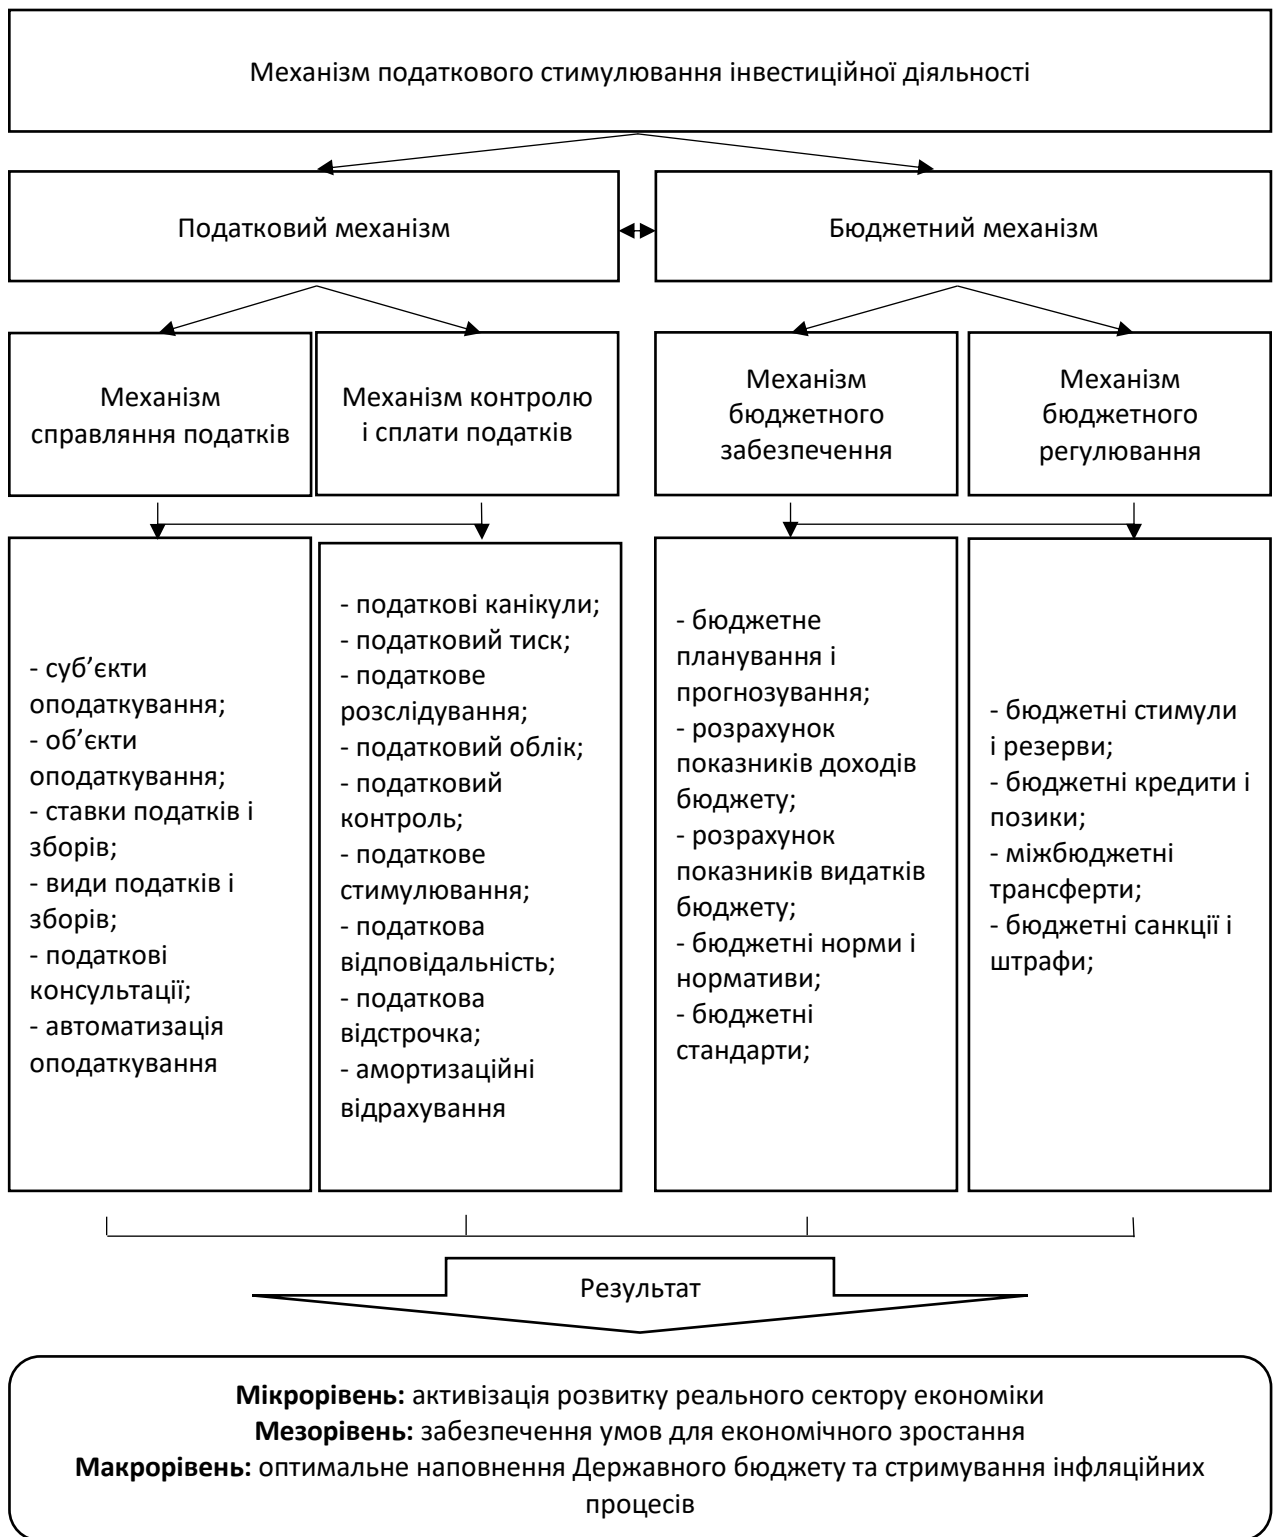 Механізм податкового стимулювання інвестиційної діяльності
Податковий механізм
Бюджетний механізм
Механізм
справляння податків
Механізм контролю
і сплати податків
Механізм
бюджетного
забезпечення
Механізм
бюджетного
регулювання
- суб’єкти
оподаткування;
- об’єкти
оподаткування;
- ставки податків і
зборів;
- види податків і
зборів;
- податкові
консультації;
- автоматизація
оподаткування
- податкові канікули;
- податковий тиск;
- податкове
розслідування;
- податковий облік;
- податковий
контроль;
- податкове
стимулювання;
- податкова
відповідальність;
- податкова
відстрочка;
- амортизаційні
відрахування
- бюджетне
планування і
прогнозування;
- розрахунок
показників доходів
бюджету;
- розрахунок
показників видатків
бюджету;
- бюджетні норми і
нормативи;
- бюджетні
стандарти;
- бюджетні стимули
і резерви;
- бюджетні кредити і
позики;
- міжбюджетні
трансферти;
- бюджетні санкції і
штрафи;
Результат
Мікрорівень: активізація розвитку реального сектору економіки
Мезорівень: забезпечення умов для економічного зростання
Макрорівень: оптимальне наповнення Державного бюджету та стримування інфляційних
процесів